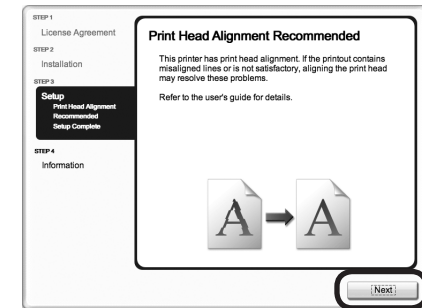 STEP 1
License Agreement
STEP 2
Installation
STEP 3
Setup
Print Head Alignment
Recommended
Setup Complete
STEP 4
Information
Print Head Alignment Recommended
This printer has print head alignment. If the printout contains
misaligned lines or is not satisfactory, aligning the print head
may resolve these problems.
Refer to the user's guide for details.
A
A
Next